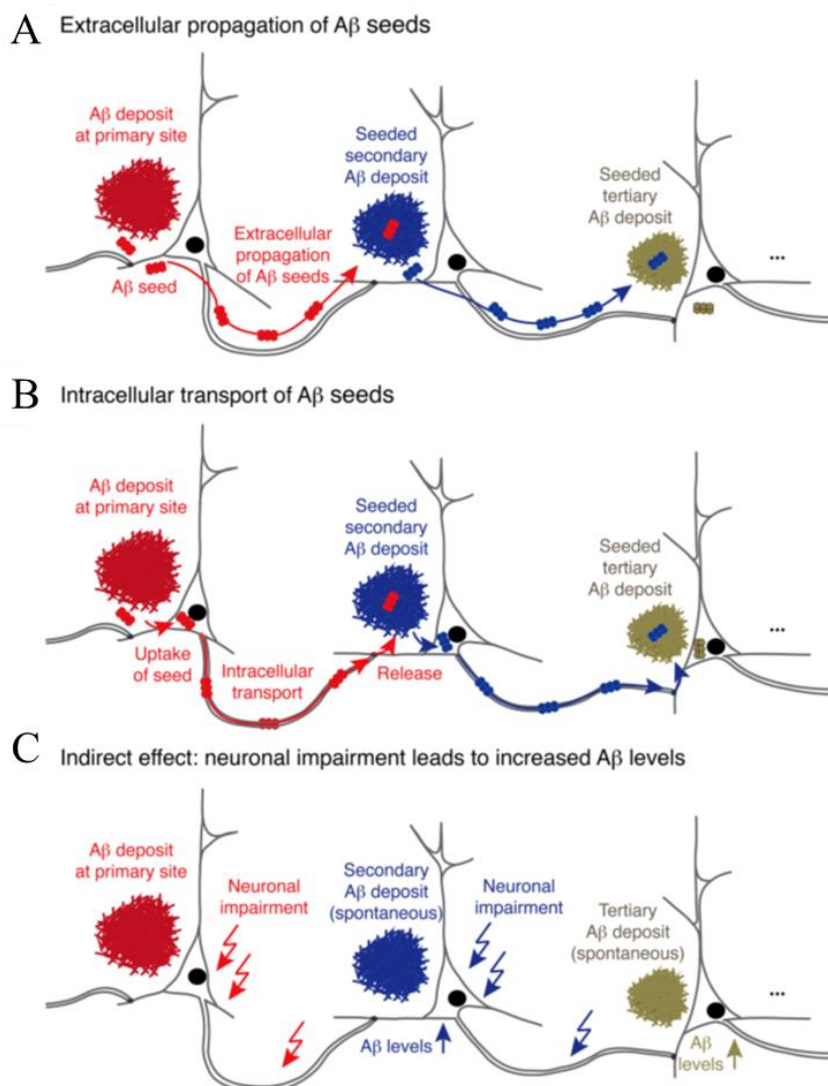 A Extracellular propagation of Aβ seeds
Aβ deposit
at primary site
Seeded
secondary
Aβ deposit
Seeded
tertiary
Aβ deposit
Extracellular
propagation
of Aβ seeds
Aβ seed
...
B Intracellular transport of Aβ seeds
Aβ deposit
at primary site
Seeded
secondary
Aβ deposit
Seeded
tertiary
Aβ deposit
Uptake
of seed
Intracellular
transport
Release
...
C Indirect effect: neuronal impairment leads to increased Aβ levels
Aβ deposit
at primary site
Neuronal
impairment
Secondary
Aβ deposit
(spontaneous)
Neuronal
impairment
Tertiary
Aβ deposit
(spontaneous)
...
Aβ levels
Aβ
levels